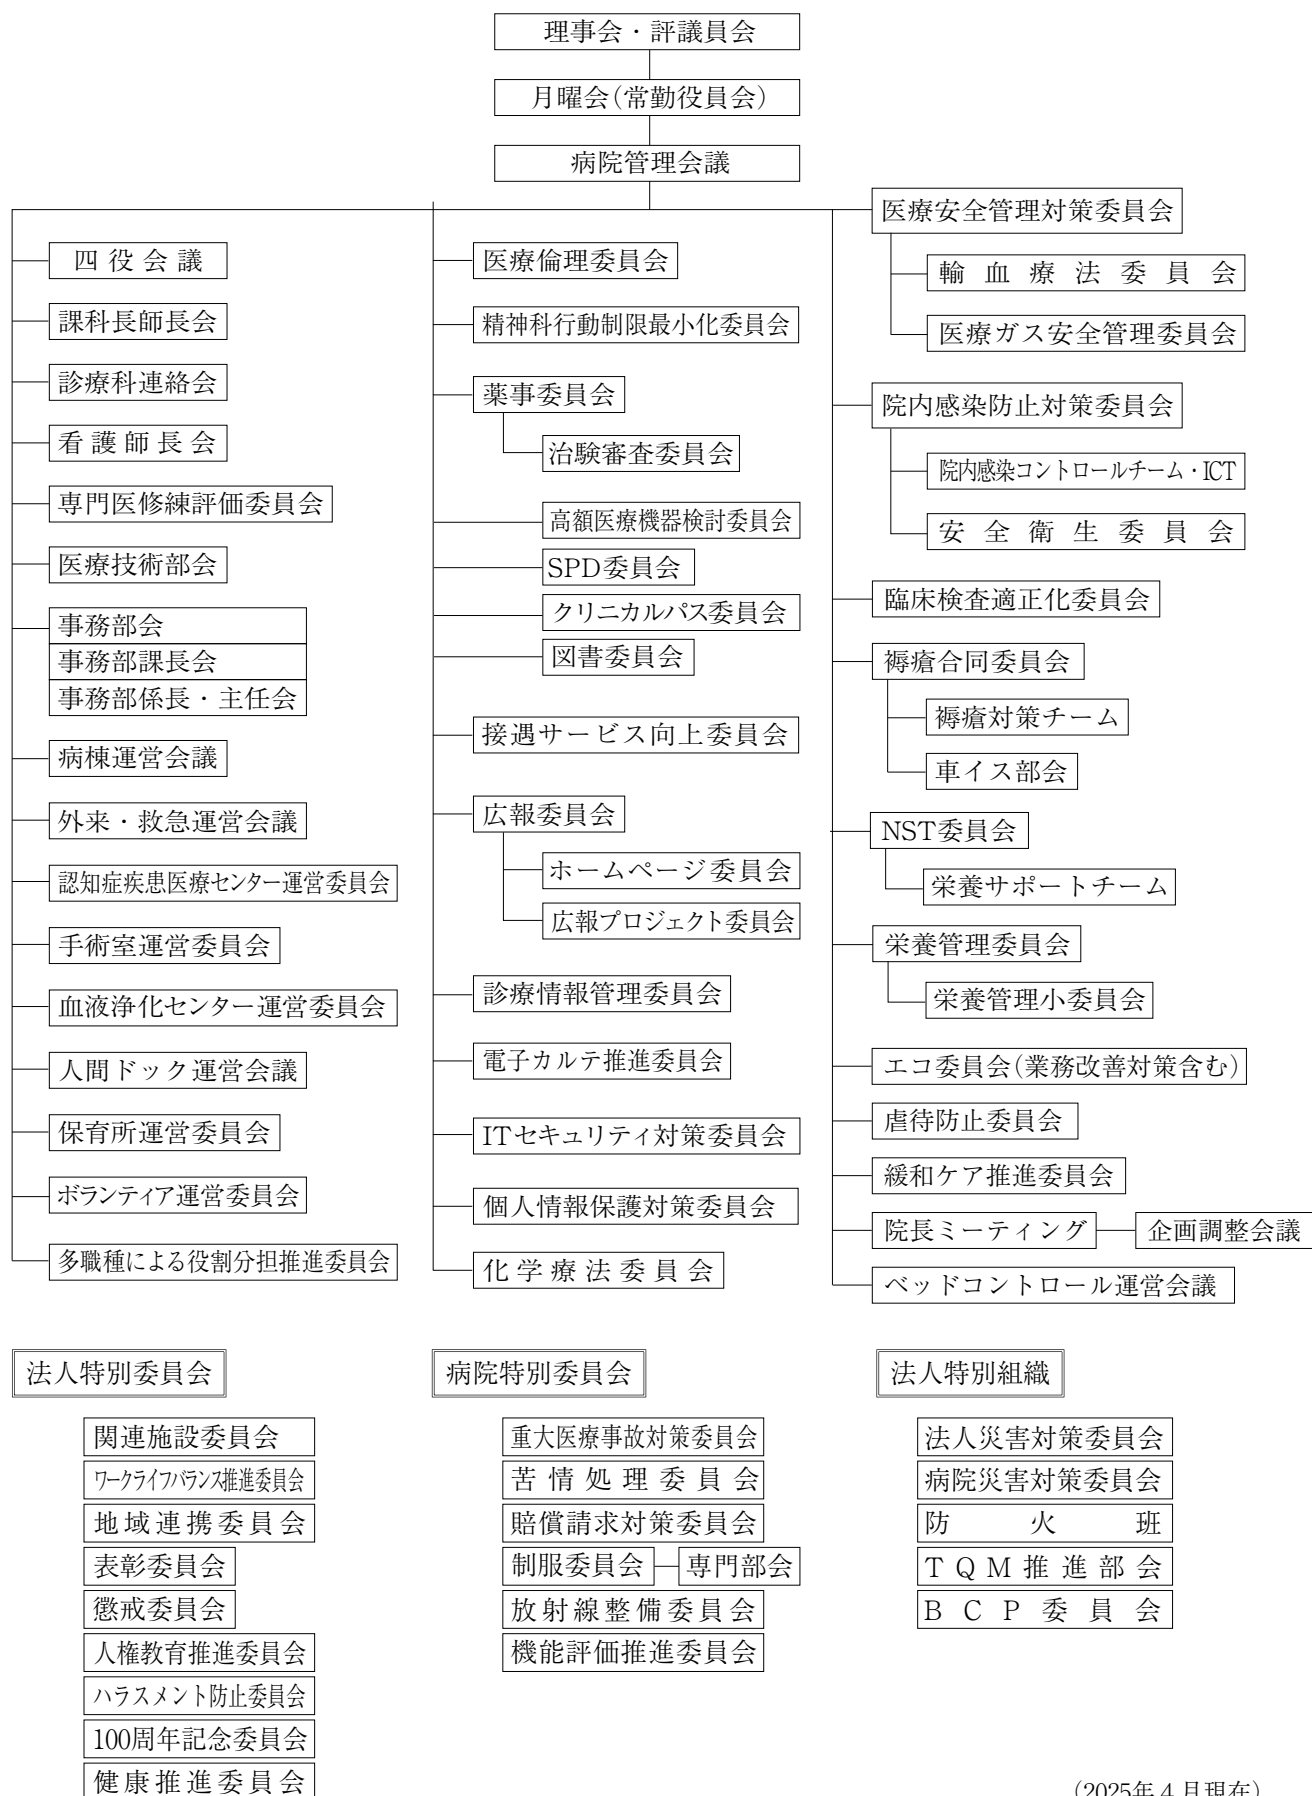 理事会・評議員会
月曜会(常勤役員会)
病院管理会議
四役会議
課科長師長会
診療科連絡会
看護師長会
専門医修練評価委員会
医療技術部会
事務部会
事務部課長会
事務部係長・主任会
病棟運営会議
外来・救急運営会議
認知症疾患医療センター運営委員会
手術室運営委員会
血液浄化センター運営委員会
人間ドック運営会議
保育所運営委員会
ボランティア運営委員会
多職種による役割分担推進委員会
医療倫理委員会
精神科行動制限最小化委員会
薬事委員会
治験審査委員会
高額医療機器検討委員会
SPD委員会
クリニカルパス委員会
図書委員会
接遇サービス向上委員会
広報委員会
ホームページ委員会
広報プロジェクト委員会
診療情報管理委員会
電子カルテ推進委員会
ITセキュリティ対策委員会
個人情報保護対策委員会
化学療法委員会
医療安全管理対策委員会
輸血療法委員会
医療ガス安全管理委員会
院内感染防止対策委員会
院内感染コントロールチーム・ICT
安全衛生委員会
臨床検査適正化委員会
褥瘡合同委員会
褥瘡対策チーム
車イス部会
NST委員会
栄養サポートチーム
栄養管理委員会
栄養管理小委員会
エコ委員会(業務改善対策含む)
虐待防止委員会
緩和ケア推進委員会
院長ミーティング 企画調整会議
ベッドコントロール運営会議
法人特別委員会
関連施設委員会
ワークライフバランス推進委員会
地域連携委員会
表彰委員会
懲戒委員会
人権教育推進委員会
ハラスメント防止委員会
100周年記念委員会
健康推進委員会
病院特別委員会
重大医療事故対策委員会
苦情処理委員会
賠償請求対策委員会
制服委員会 専門部会
放射線整備委員会
機能評価推進委員会
法人特別組織
法人災害対策委員会
病院災害対策委員会
防火班
TQM推進部会
BCP委員会
(2025年4月現在)